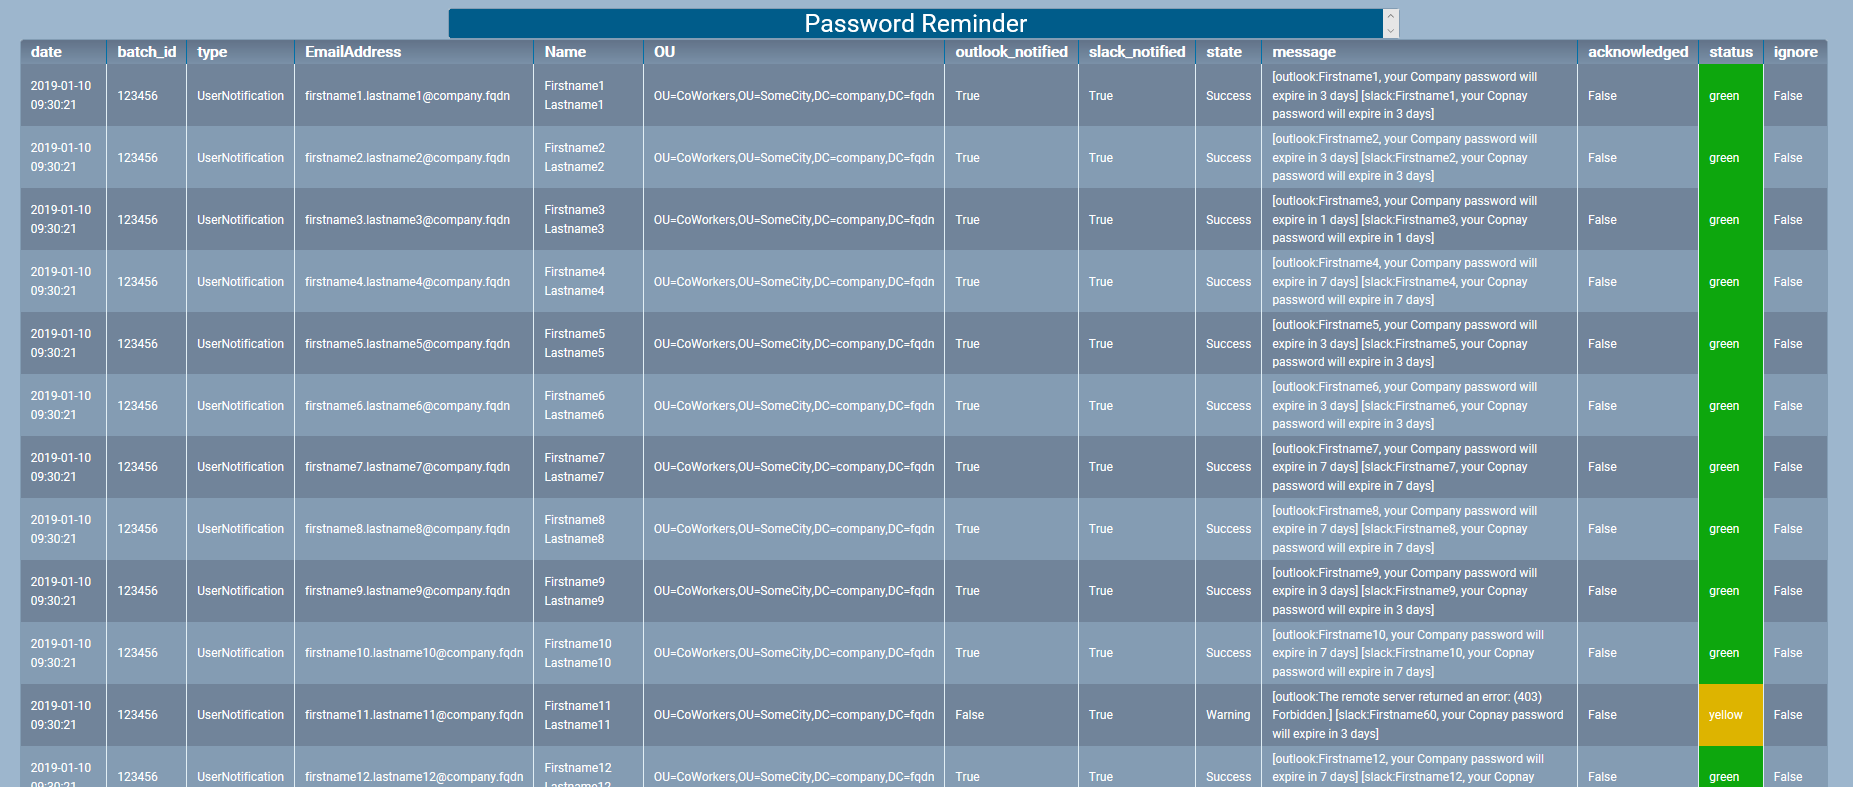 Password Reminder
date batch_id type EmailAddress Name OU outlook_notified slack_notified state message acknowledged status ignore
2019-01-10
09:30:21
123456
UserNotification
firstname1.lastname1@company.fqdn
Firstname1
Lastname1
OU=CoWorkers,OU=SomeCity,DC=company,DC=fqdn
True
True
Success
[outlook:Firstname1, your Company password will
expire in 3 days] [slack:Firstname1, your Copnay
password will expire in 3 days]
False
green
False
2019-01-10
09:30:21
123456
UserNotification
firstname2.lastname2@company.fqdn
Firstname2
Lastname2
OU=CoWorkers,OU=SomeCity,DC=company,DC=fqdn
True
True
Success
[outlook:Firstname2, your Company password will
expire in 3 days] [slack:Firstname2, your Copnay
password will expire in 3 days]
False
green
False
2019-01-10
09:30:21
123456
UserNotification
firstname3.lastname3@company.fqdn
Firstname3
Lastname3
OU=CoWorkers,OU=SomeCity,DC=company,DC=fqdn
True
True
Success
[outlook:Firstname3, your Company password will
expire in 1 days] [slack:Firstname3, your Copnay
password will expire in 1 days]
False
green
False
2019-01-10
09:30:21
123456
UserNotification
firstname4.lastname4@company.fqdn
Firstname4
Lastname4
OU=CoWorkers,OU=SomeCity,DC=company,DC=fqdn
True
True
Success
[outlook:Firstname4, your Company password will
expire in 7 days] [slack:Firstname4, your Copnay
password will expire in 7 days]
False
green
False
2019-01-10
09:30:21
123456
UserNotification
firstname5.lastname5@company.fqdn
Firstname5
Lastname5
OU=CoWorkers,OU=SomeCity,DC=company,DC=fqdn
True
True
Success
[outlook:Firstname5, your Company password will
expire in 3 days] [slack:Firstname5, your Copnay
password will expire in 3 days]
False
green
False
2019-01-10
09:30:21
123456
UserNotification
firstname6.lastname6@company.fqdn
Firstname6
Lastname6
OU=CoWorkers,OU=SomeCity,DC=company,DC=fqdn
True
True
Success
[outlook:Firstname6, your Company password will
expire in 3 days] [slack:Firstname6, your Copnay
password will expire in 3 days]
False
green
False
2019-01-10
09:30:21
123456
UserNotification
firstname7.lastname7@company.fqdn
Firstname7
Lastname7
OU=CoWorkers,OU=SomeCity,DC=company,DC=fqdn
True
True
Success
[outlook:Firstname7, your Company password will
expire in 7 days] [slack:Firstname7, your Copnay
password will expire in 7 days]
False
green
False
2019-01-10
09:30:21
123456
UserNotification
firstname8.lastname8@company.fqdn
Firstname8
Lastname8
OU=CoWorkers,OU=SomeCity,DC=company,DC=fqdn
True
True
Success
[outlook:Firstname8, your Company password will
expire in 7 days] [slack:Firstname8, your Copnay
password will expire in 7 days]
False
green
False
2019-01-10
09:30:21
123456
UserNotification
firstname9.lastname9@company.fqdn
Firstname9
Lastname9
OU=CoWorkers,OU=SomeCity,DC=company,DC=fqdn
True
True
Success
[outlook:Firstname9, your Company password will
expire in 3 days] [slack:Firstname9, your Copnay
password will expire in 3 days]
False
green
False
2019-01-10
09:30:21
123456
UserNotification
firstname10.lastname10@company.fqdn
Firstname10
Lastname10
OU=CoWorkers,OU=SomeCity,DC=company,DC=fqdn
True
True
Success
[outlook:Firstname10, your Company password will
expire in 7 days] [slack:Firstname10, your Copnay
password will expire in 7 days]
False
green
False
2019-01-10
09:30:21
123456
UserNotification
firstname11.lastname11@company.fqdn
Firstname11
Lastname11
OU=CoWorkers,OU=SomeCity,DC=company,DC=fqdn
False
True
Warning
[outlook:The remote server returned an error: (403)
Forbidden.] [slack:Firstname60, your Copnay password
will expire in 3 days]
False
yellow
False
2019-01-10
09:30:21
123456
UserNotification
firstname12.lastname12@company.fqdn
Firstname12
Lastname12
OU=CoWorkers,OU=SomeCity,DC=company,DC=fqdn
True
True
Success
[outlook:Firstname12, your Company password will
expire in 7 days] [slack:Firstname12, your Copnay
False
green
False